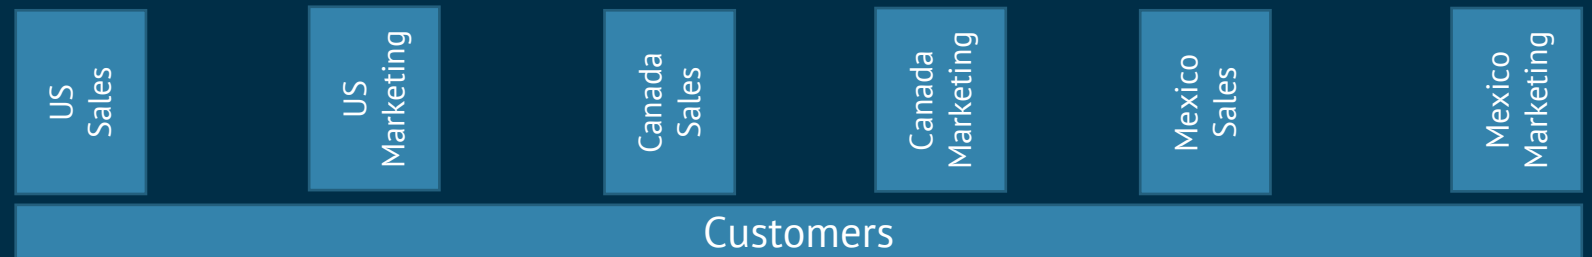 US
Sales
US
Marketing
Canada
Sales
Canada
Marketing
Mexico
Sales
Mexico
Marketing
Customers